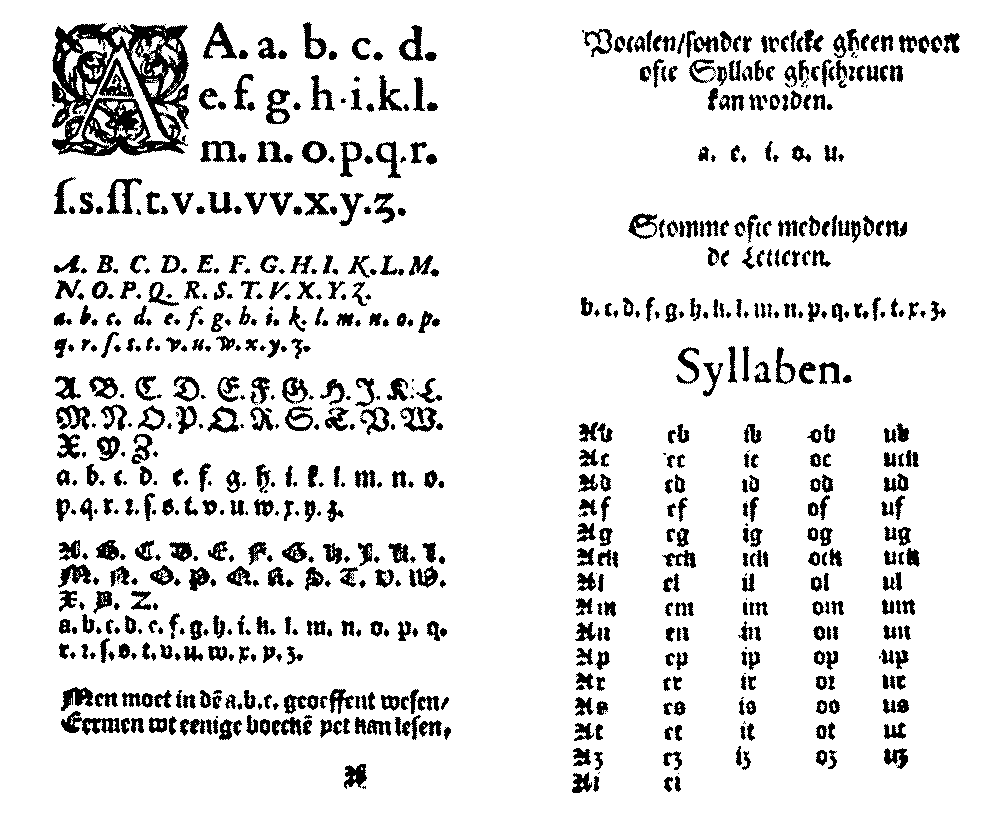 A A. a. b. c. d.
e. f. g. h. i. k. l.
m. n. o. p. q. r.
ſ. s. ſſ. t. v. u. vv. x. y. z.
A. B. C. D. E. F. G. H. I. K. L. M.
N. O. P. Q. R. S. T. V. X. Y. Z.
a. b. c. d. e. f. g. h. i. k. l. m. n. o. p.
q. r. ſ. s. t. v. u. w. x. y. z.
A. B. C. D. E. F. G. H. J. K. L.
M. N. O. P. Q. R. S. T. V. W.
X. Y. Z.
a. b. c. d. e. f. g. h. i. k. l. m. n. o.
p. q. r. ꝛ. ſ. s. t. v. u. w. x. y. z.
A. B. C. D. E. F. G. H. I. K. L.
M. N. O. P. Q. R. S. T. V. W.
X. Y. Z.
a. b. c. d. e. f. g. h. i. k. l. m. n. o. p. q.
r. ꝛ. ſ. s. t. v. u. w. x. y. z.
Men moet in dē a. b. c. geoeffent weſen/
Eermen wt eenige boeckē yet kan leſen,
A
Vocalen/ſonder welcke gheen woort
ofte Syllabe gheſchreuen
kan worden.
a. e. i. o. u.
Stomme ofte medeluyden/
de Letteren.
b. c. d. f. g. h. k. l. m. n. p. q. r. ſ. t. x. z.
Syllaben.
Ab eb ib ob ub
Ac ec ic oc uck
Ad ed id od ud
Af ef if of uf
Ag eg ig og ug
Ack eck ick ock uck
Al el il ol ul
Am em im om um
An en in on un
Ap ep ip op up
Ar er ir or ur
As es is os us
At et it ot ut
Az ez iz oz uz
Ai ei